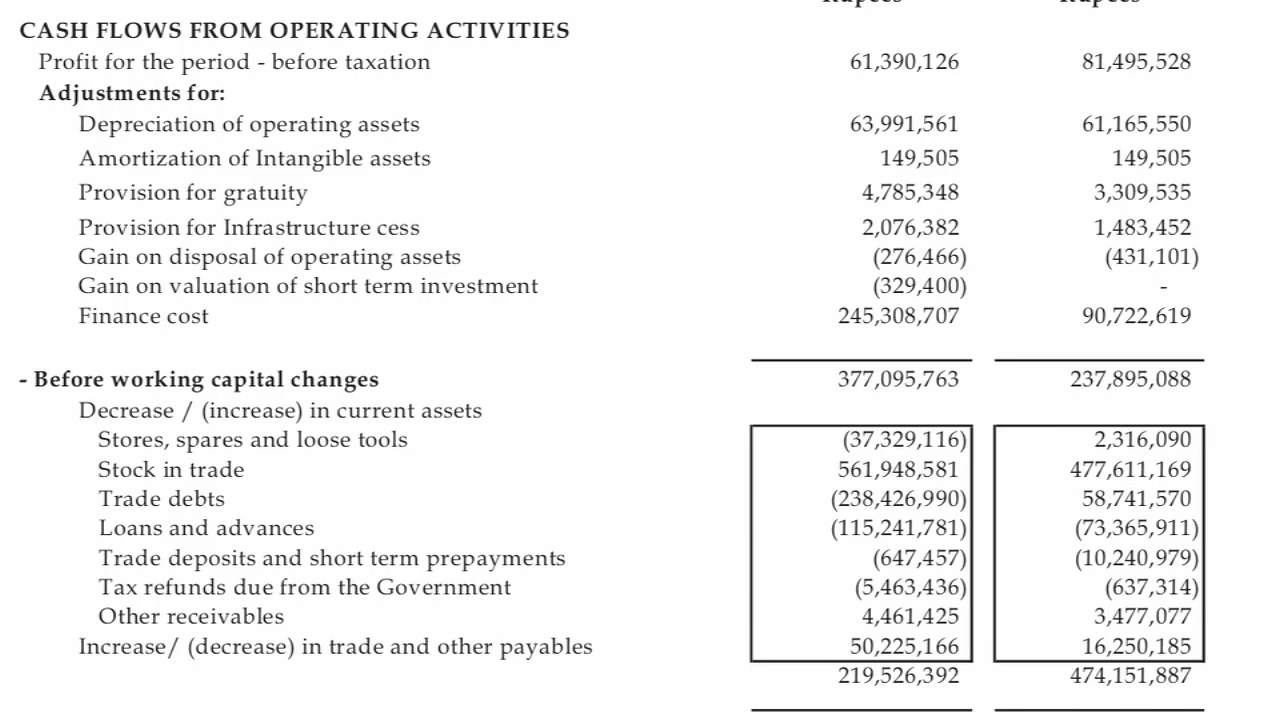 Rupees Rupees
CASH FLOWS FROM OPERATING ACTIVITIES
Profit for the period - before taxation 61,390,126 81,495,528
Adjustments for:
Depreciation of operating assets 63,991,561 61,165,550
Amortization of Intangible assets 149,505 149,505
Provision for gratuity 4,785,348 3,309,535
Provision for Infrastructure cess 2,076,382 1,483,452
Gain on disposal of operating assets (276,466) (431,101)
Gain on valuation of short term investment (329,400) -
Finance cost 245,308,707 90,722,619
- Before working capital changes 377,095,763 237,895,088
Decrease / (increase) in current assets
Stores, spares and loose tools (37,329,116) 2,316,090
Stock in trade 561,948,581 477,611,169
Trade debts (238,426,990) 58,741,570
Loans and advances (115,241,781) (73,365,911)
Trade deposits and short term prepayments (647,457) (10,240,979)
Tax refunds due from the Government (5,463,436) (637,314)
Other receivables 4,461,425 3,477,077
Increase/ (decrease) in trade and other payables 50,225,166 16,250,185
219,526,392 474,151,887